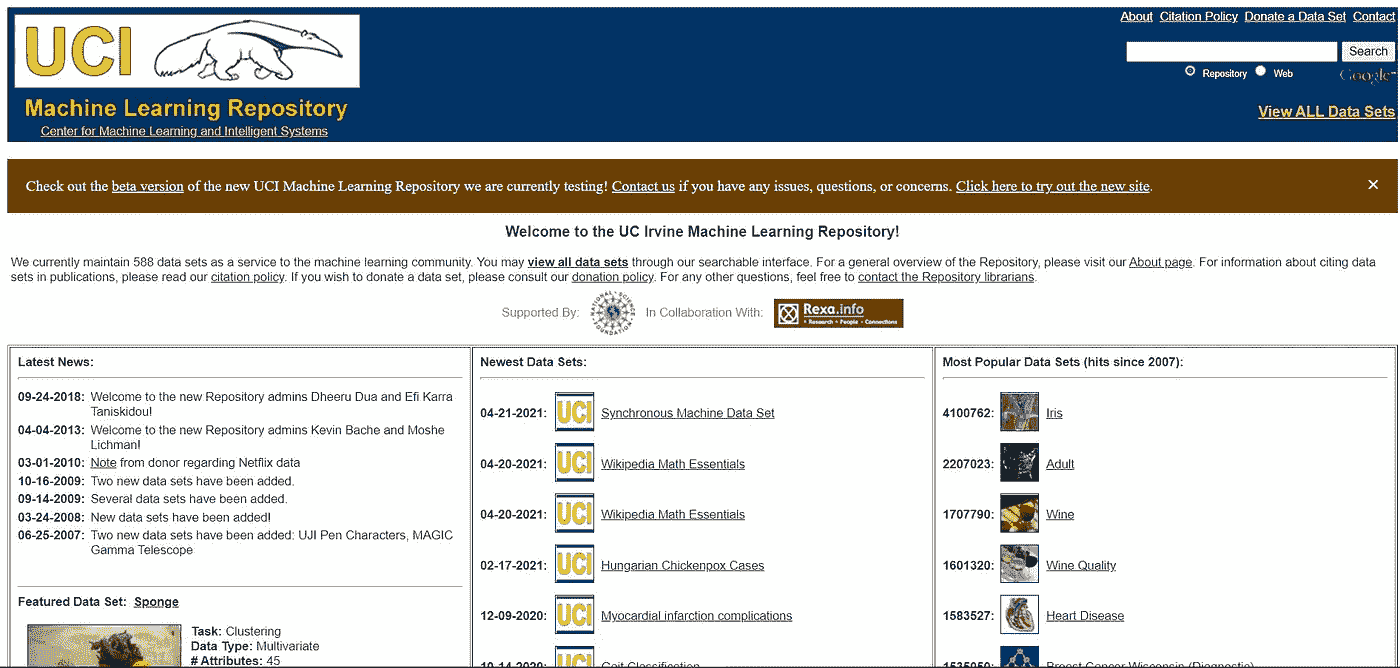 About Citation Policy Donate a Data Set Contact
UCI
Search
Repository Web
Google
Machine Learning Repository
Center for Machine Learning and Intelligent Systems
View ALL Data Sets
Check out the beta version of the new UCI Machine Learning Repository we are currently testing! Contact us if you have any issues, questions, or concerns. Click here to try out the new site.
×
Welcome to the UC Irvine Machine Learning Repository!
We currently maintain 588 data sets as a service to the machine learning community. You may view all data sets through our searchable interface. For a general overview of the Repository, please visit our About page. For information about citing data
sets in publications, please read our citation policy. If you wish to donate a data set, please consult our donation policy. For any other questions, feel free to contact the Repository librarians.
Supported By:
NATIONAL SCIENCE FOUNDATION
In Collaboration With:
Rexa.info
• Research • People • Connections
Latest News:
09-24-2018: Welcome to the new Repository admins Dheeru Dua and Efi Karra
Taniskidou!
04-04-2013: Welcome to the new Repository admins Kevin Bache and Moshe
Lichman!
03-01-2010: Note from donor regarding Netflix data
10-16-2009: Two new data sets have been added.
09-14-2009: Several data sets have been added.
03-24-2008: New data sets have been added!
06-25-2007: Two new data sets have been added: UJI Pen Characters, MAGIC
Gamma Telescope
Featured Data Set: Sponge
Task: Clustering
Data Type: Multivariate
# Attributes: 45
Newest Data Sets:
04-21-2021: UCI Synchronous Machine Data Set
04-20-2021: UCI Wikipedia Math Essentials
04-20-2021: UCI Wikipedia Math Essentials
02-17-2021: UCI Hungarian Chickenpox Cases
12-09-2020: UCI Myocardial infarction complications
10-14-2020: UCI Gait Classification
Most Popular Data Sets (hits since 2007):
4100762: Iris
2207023: Adult
1707790: Wine
1601320: Wine Quality
1583527: Heart Disease
Breast Cancer Wisconsin (Diagnostic)